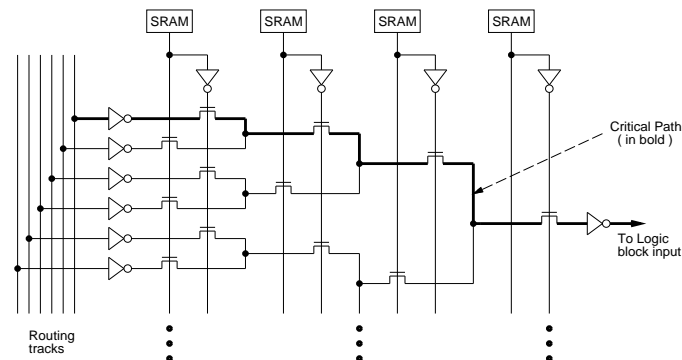 SRAM SRAM SRAM SRAM
Critical Path
( in bold )
To Logic
block input
Routing
tracks